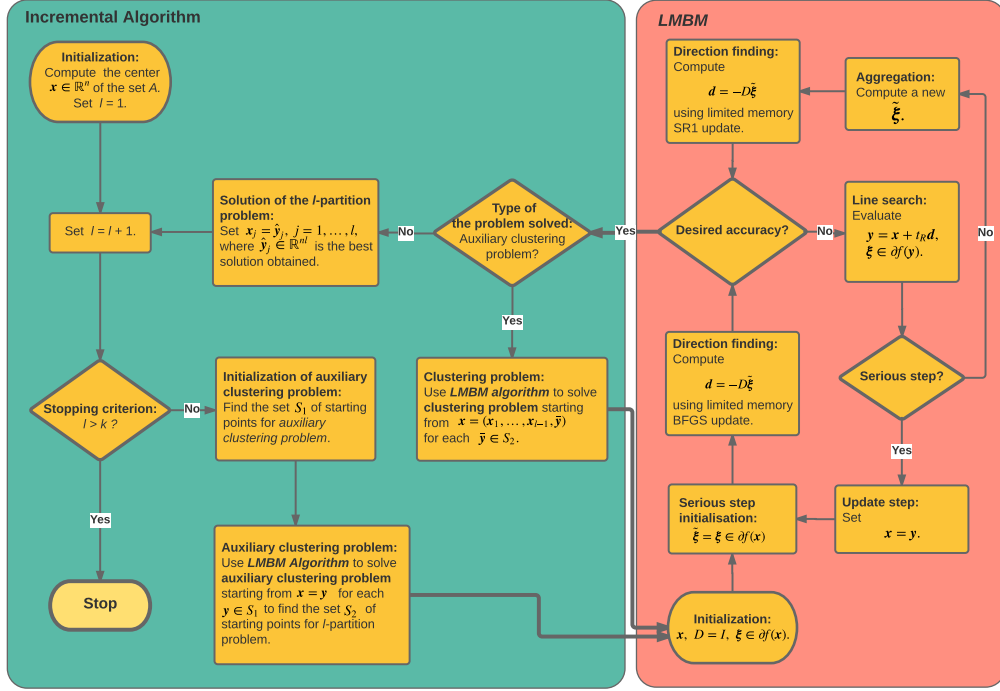 Incremental Algorithm
Initialization:
Compute the center
x ∈ ℝⁿ of the set A.
Set l = 1.
Set l = l + 1.
Solution of the l-partition
problem:
Set x_j = ŷ_j, j = 1, . . . , l,
where ŷ_j ∈ ℝⁿˡ is the best
solution obtained.
No
Type of
the problem solved:
Auxiliary clustering
problem?
Yes
Yes
Stopping criterion:
l > k ?
No
Initialization of auxiliary
clustering problem:
Find the set S₁ of starting
points for auxiliary
clustering problem.
Clustering problem:
Use LMBM algorithm to solve
clustering problem starting
from x = (x₁, . . . , x_{l−1}, ȳ)
for each ȳ ∈ S₂.
Yes
Stop
Auxiliary clustering problem:
Use LMBM Algorithm to solve
auxiliary clustering problem
starting from x = y for each
y ∈ S₁ to find the set S₂ of
starting points for l-partition
problem.
LMBM
Direction finding:
Compute
d = −Dξ̃
using limited memory
SR1 update.
Aggregation:
Compute a new
ξ̃.
Desired accuracy?
No
Line search:
Evaluate
y = x + t_R d,
ξ ∈ ∂f(y).
No
Direction finding:
Compute
d = −Dξ̃
using limited memory
BFGS update.
Serious step?
Yes
Serious step
initialisation:
ξ̃ = ξ ∈ ∂f(x)
Update step:
Set
x = y.
Initialization:
x, D = I, ξ ∈ ∂f(x).